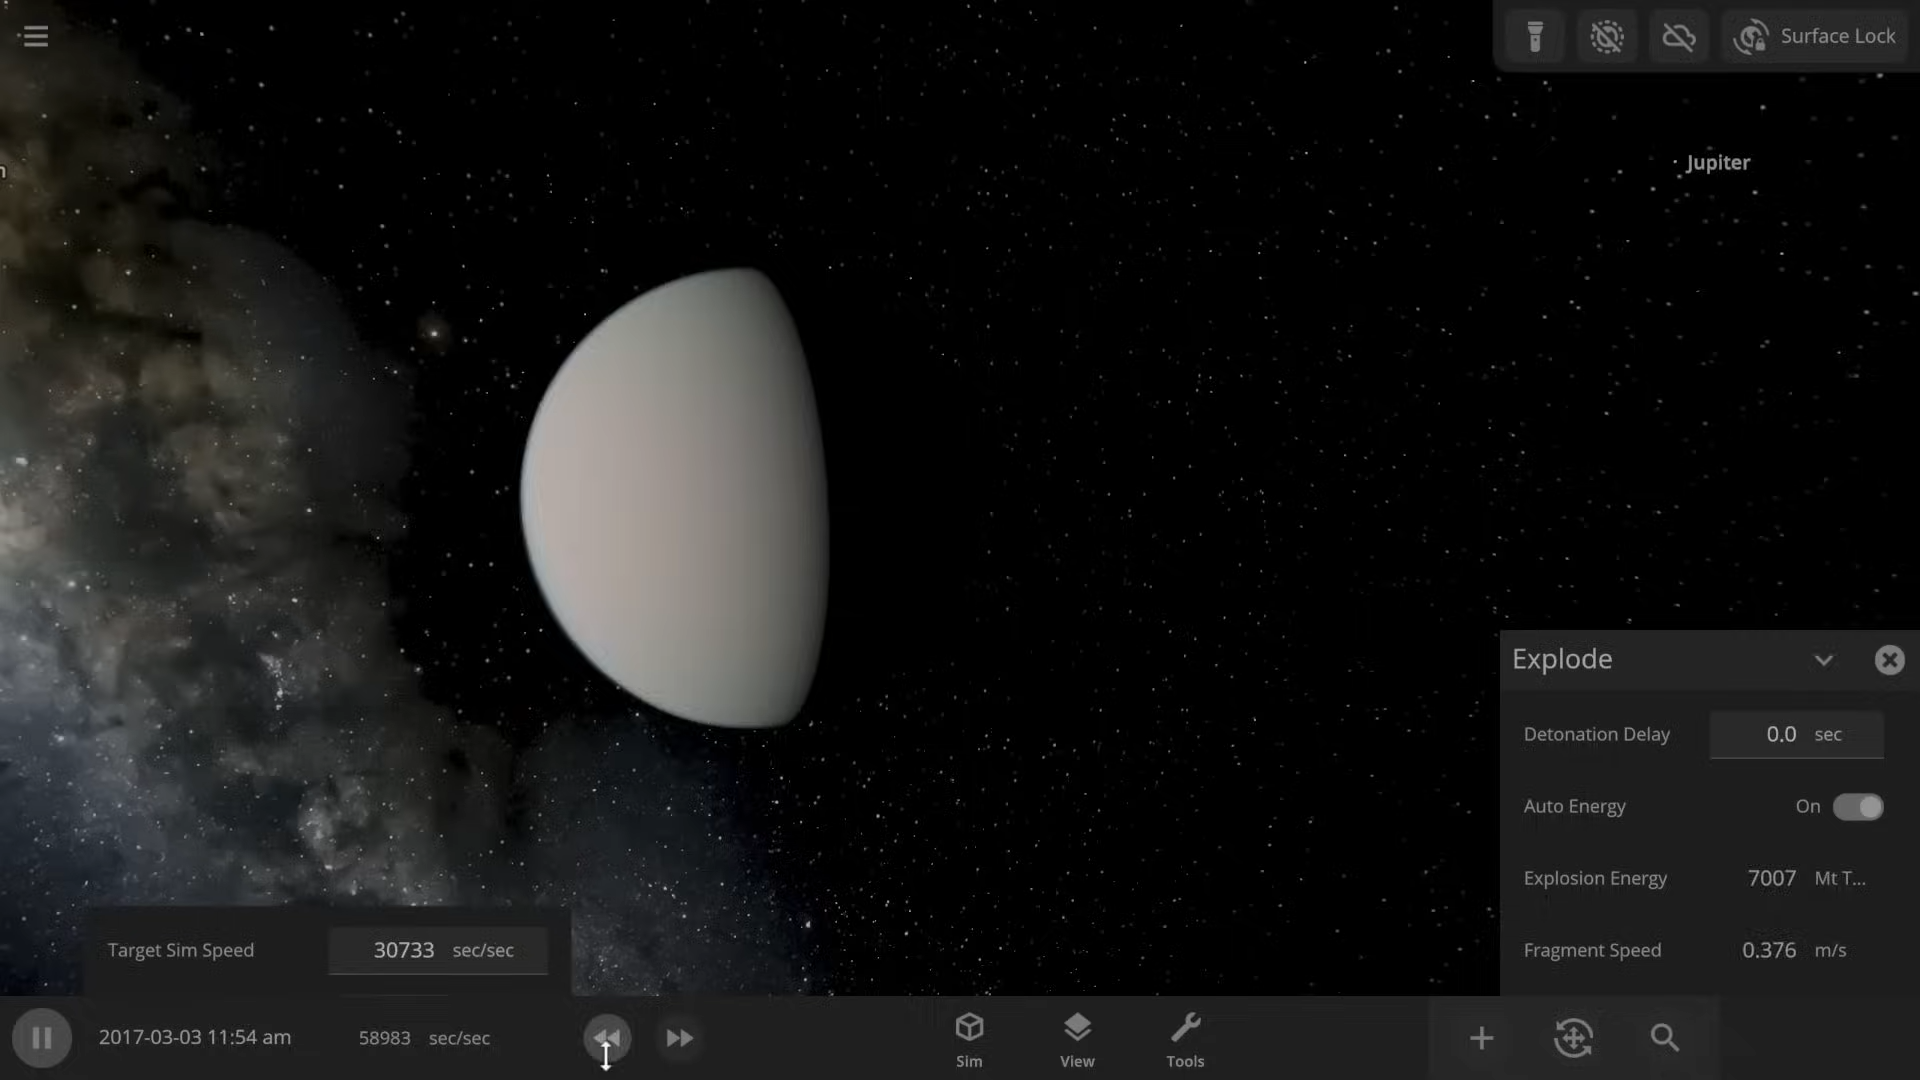 Surface Lock
n
Jupiter
Explode
Detonation Delay 0.0 sec
Auto Energy On
Explosion Energy 7007 Mt T...
Fragment Speed 0.376 m/s
Target Sim Speed 30733 sec/sec
2017-03-03 11:54 am 58983 sec/sec
Sim View Tools